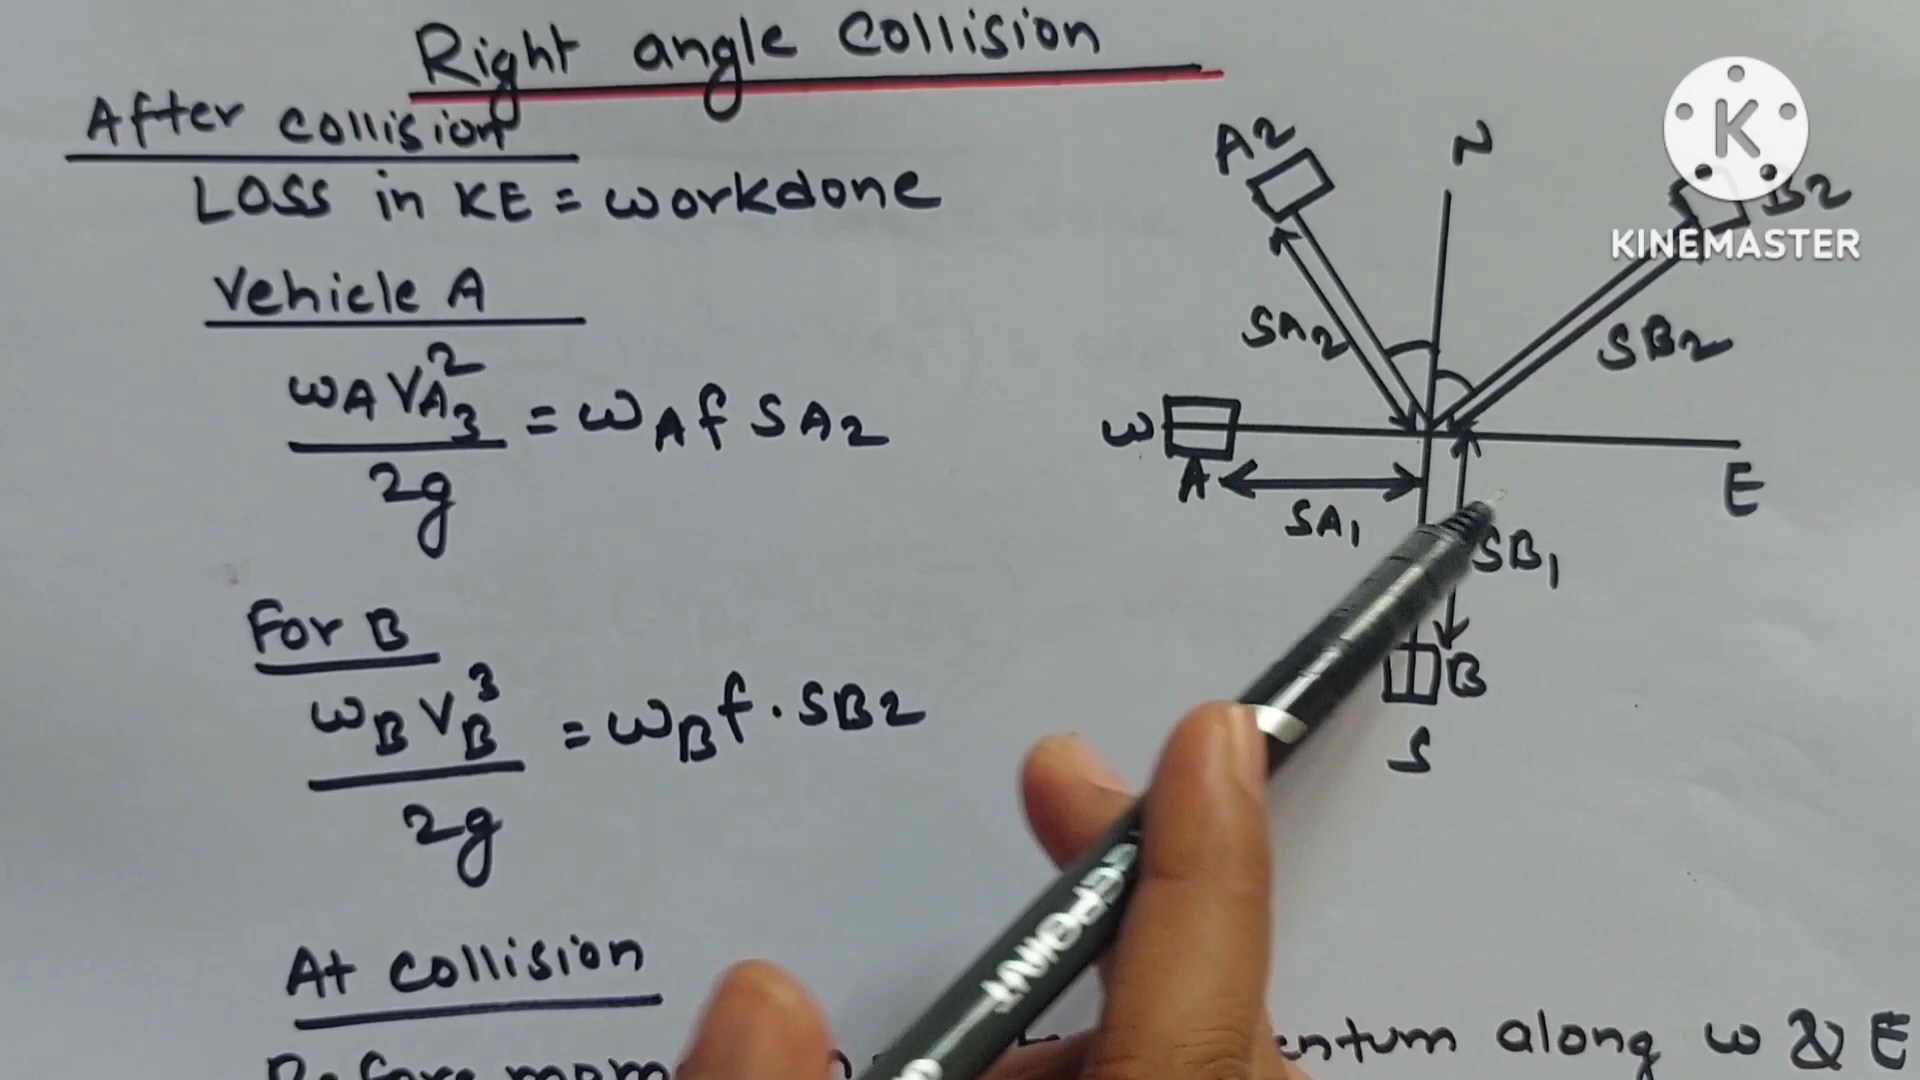 Right angle collision
After collision
Loss in KE = workdone
Vehicle A
WA VA3² / 2g = WA f SA2
For B
WB VB³ / 2g = WB f . SB2
At collision
Before
entum along W & E
A2
N
B2
SA2
SB2
W
A
E
SA1
SB1
B
S
K
KINEMASTER